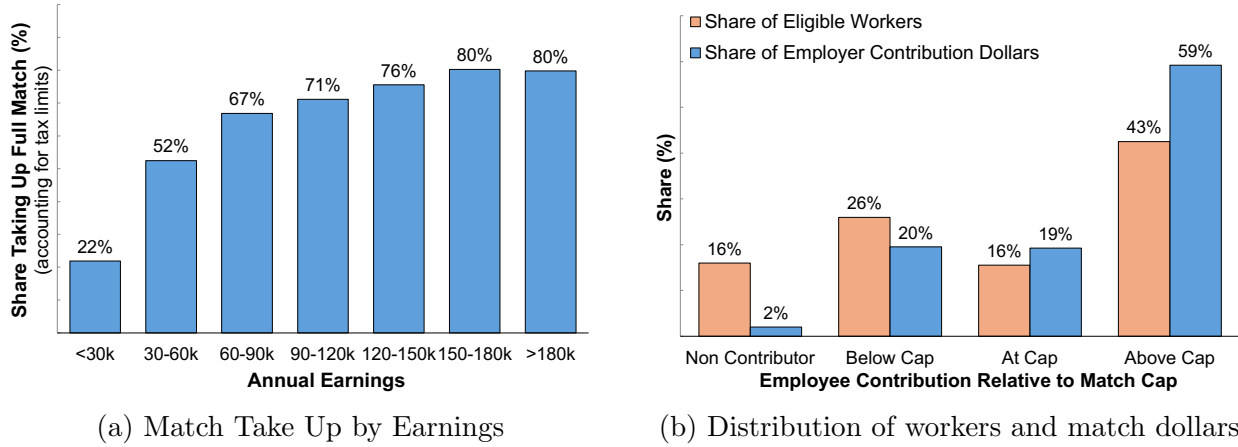 Share Taking Up Full Match (%)
(accounting for tax limits)
22%
52%
67%
71%
76%
80%
80%
<30k
30-60k
60-90k
90-120k
120-150k
150-180k
>180k
Annual Earnings
(a) Match Take Up by Earnings
Share of Eligible Workers
Share of Employer Contribution Dollars
Share (%)
16%
2%
26%
20%
16%
19%
43%
59%
Non Contributor
Below Cap
At Cap
Above Cap
Employee Contribution Relative to Match Cap
(b) Distribution of workers and match dollars